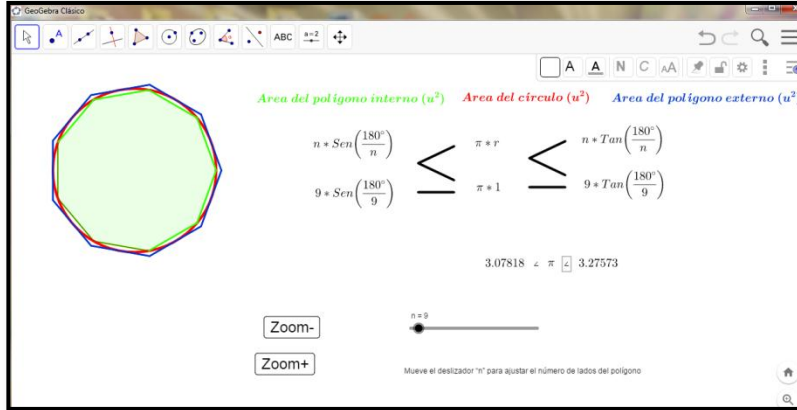 GeoGebra Clásico
ABC
a=2
A A N C AA
Area del polígono interno (u²) Area del círculo (u²) Area del polígono externo (u²
n * Sen(180°/n) < π * r < n * Tan(180°/n)
9 * Sen(180°/9) − π * 1 − 9 * Tan(180°/9)
3.07818 ∠ π ∠ 3.27573
n = 9
Zoom-
Zoom+
Mueve el deslizador "n" para ajustar el número de lados del polígono